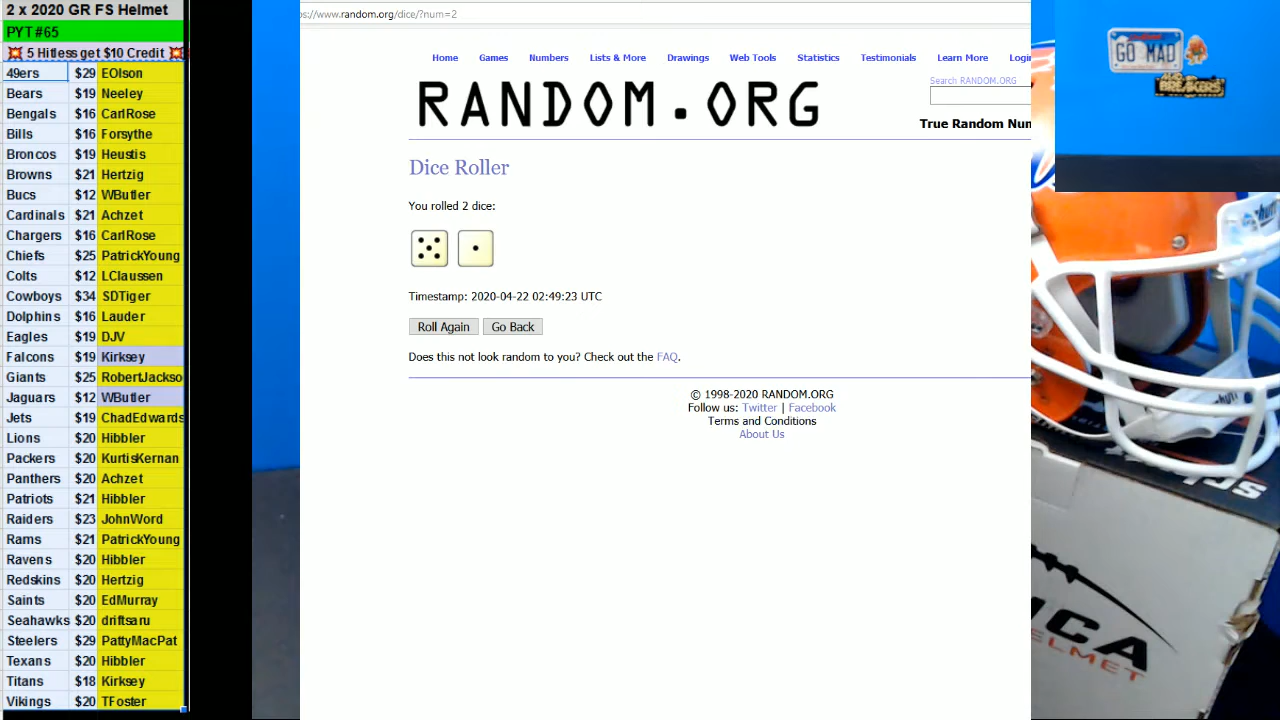 2 x 2020 GR FS Helmet
PYT #65
💥 5 Hitless get $10 Credit 💥
49ers $29 EOlson
Bears $19 Neeley
Bengals $16 CarlRose
Bills $16 Forsythe
Broncos $19 Heustis
Browns $21 Hertzig
Bucs $12 WButler
Cardinals $21 Achzet
Chargers $16 CarlRose
Chiefs $25 PatrickYoung
Colts $12 LClaussen
Cowboys $34 SDTiger
Dolphins $16 Lauder
Eagles $19 DJV
Falcons $19 Kirksey
Giants $25 RobertJackso
Jaguars $12 WButler
Jets $19 ChadEdwards
Lions $20 Hibbler
Packers $20 KurtisKernan
Panthers $20 Achzet
Patriots $21 Hibbler
Raiders $23 JohnWord
Rams $21 PatrickYoung
Ravens $20 Hibbler
Redskins $20 Hertzig
Saints $20 EdMurray
Seahawks $20 driftsaru
Steelers $29 PattyMacPat
Texans $20 Hibbler
Titans $18 Kirksey
Vikings $20 TFoster
s://www.random.org/dice/?num=2
Home Games Numbers Lists & More Drawings Web Tools Statistics Testimonials Learn More Login
RANDOM.ORG
Search RANDOM.ORG
True Random Num
Dice Roller
You rolled 2 dice:
Timestamp: 2020-04-22 02:49:23 UTC
Roll Again Go Back
Does this not look random to you? Check out the FAQ.
© 1998-2020 RANDOM.ORG
Follow us: Twitter | Facebook
Terms and Conditions
About Us
GO MAD
MAD
BREAKERS
ICA
HELMET